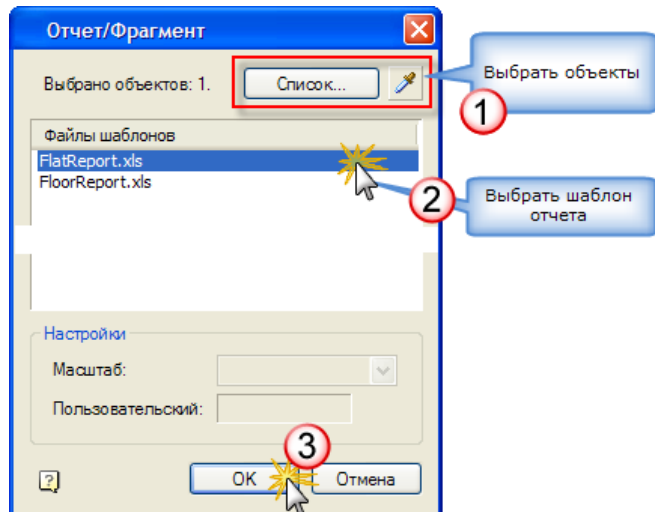 Отчет/Фрагмент
Выбрано объектов: 1.
Список...
Выбрать объекты
1
Файлы шаблонов
FlatReport.xls
FloorReport.xls
2
Выбрать шаблон
отчета
Настройки
Масштаб:
Пользовательский:
3
?
OK
Отмена